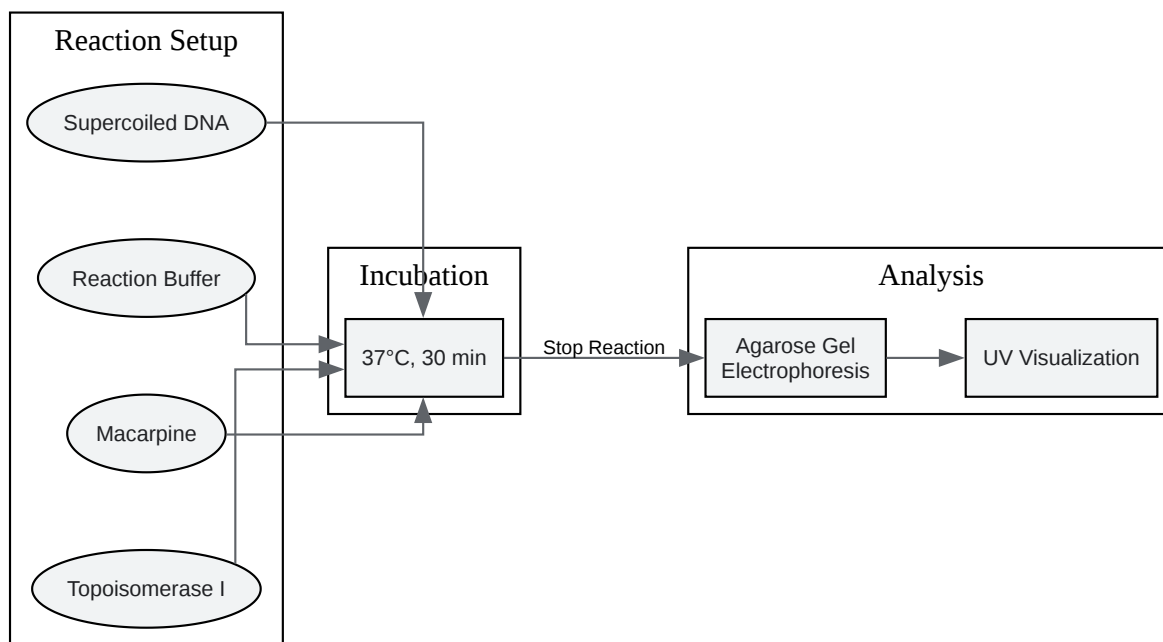 Reaction Setup
Supercoiled DNA
Reaction Buffer
Macarpine
Topoisomerase I
Incubation
37°C, 30 min
Stop Reaction
Analysis
Agarose Gel
Electrophoresis
UV Visualization